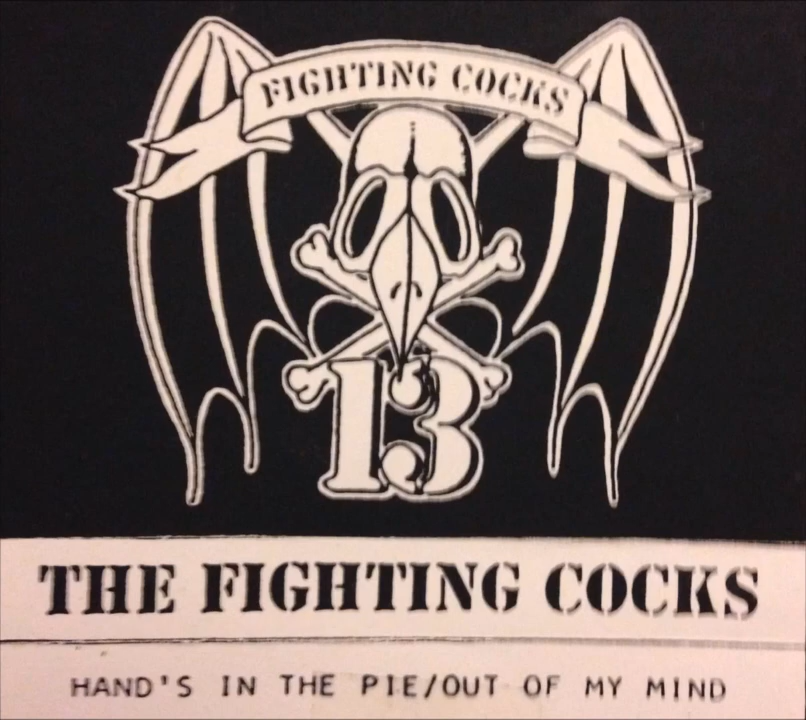 FIGHTING COCKS
13
THE FIGHTING COCKS
HAND'S IN THE PIE/OUT OF MY MIND